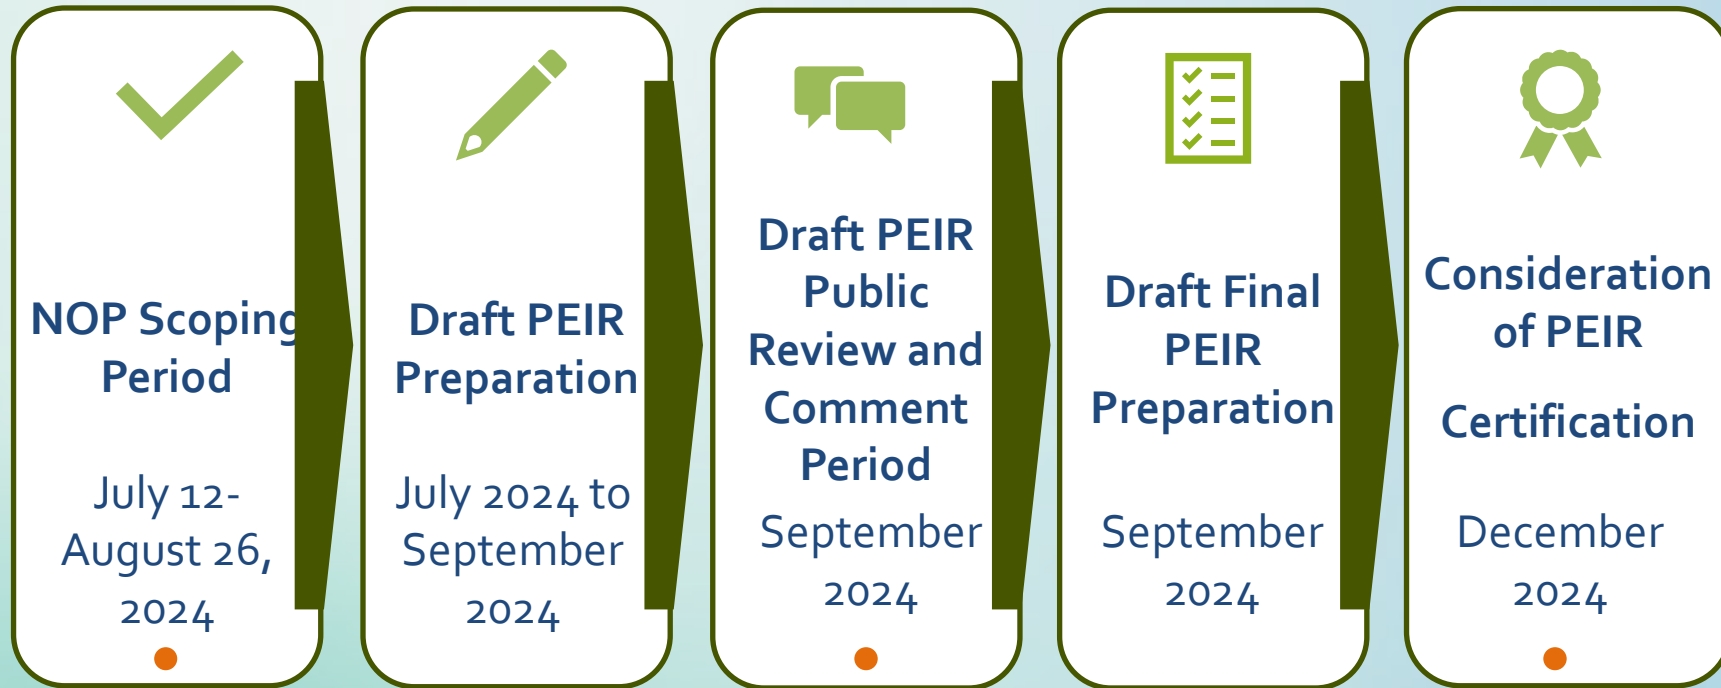 NOP Scoping
Period
July 12-
August 26,
2024
Draft PEIR
Preparation
July 2024 to
September
2024
Draft PEIR
Public
Review and
Comment
Period
September
2024
Draft Final
PEIR
Preparation
September
2024
Consideration
of PEIR
Certification
December
2024